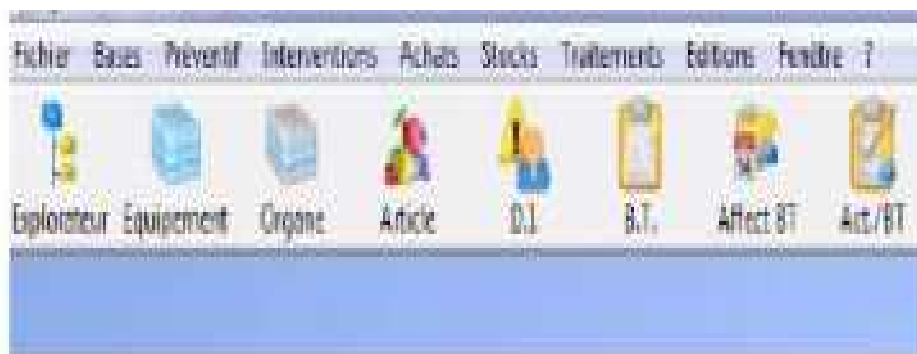 Fichier Bases Préventif Interventions Achats Stocks Traitements Editions Fenêtre ?
Explorateur Equipement Organe Article D.I B.T. Affect BT Act./BT